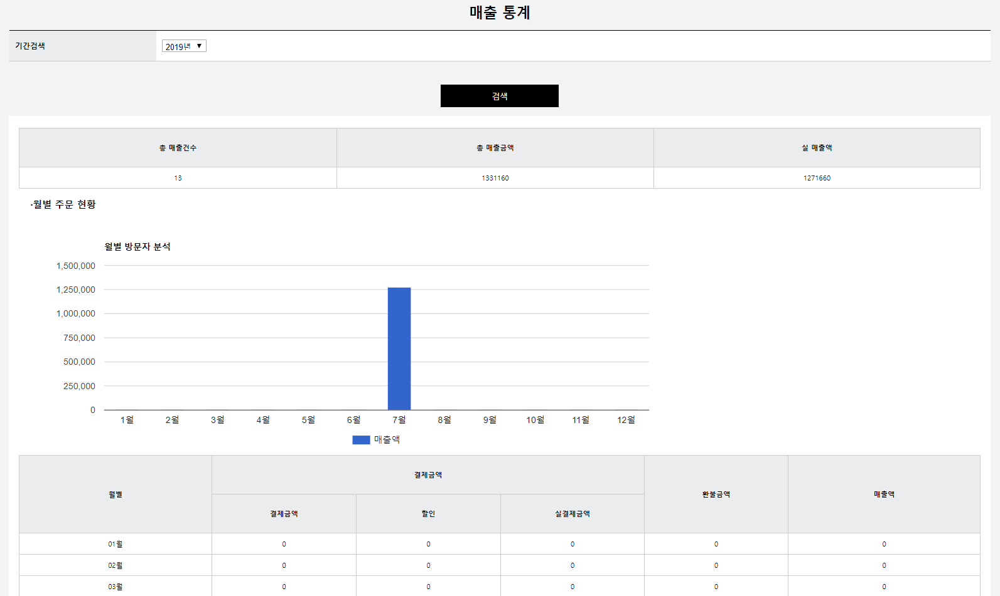 매출 통계
기간검색
2019년 ▼
검색
총 매출건수 총 매출금액 실 매출액
13 1331160 1271660
·월별 주문 현황
월별 방문자 분석
1,500,000
1,250,000
1,000,000
750,000
500,000
250,000
0
1월 2월 3월 4월 5월 6월 7월 8월 9월 10월 11월 12월
매출액
월별 결제금액 환불금액 매출액
결제금액 할인 실결제금액
01월 0 0 0 0 0
02월 0 0 0 0 0
03월 0 0 0 0 0